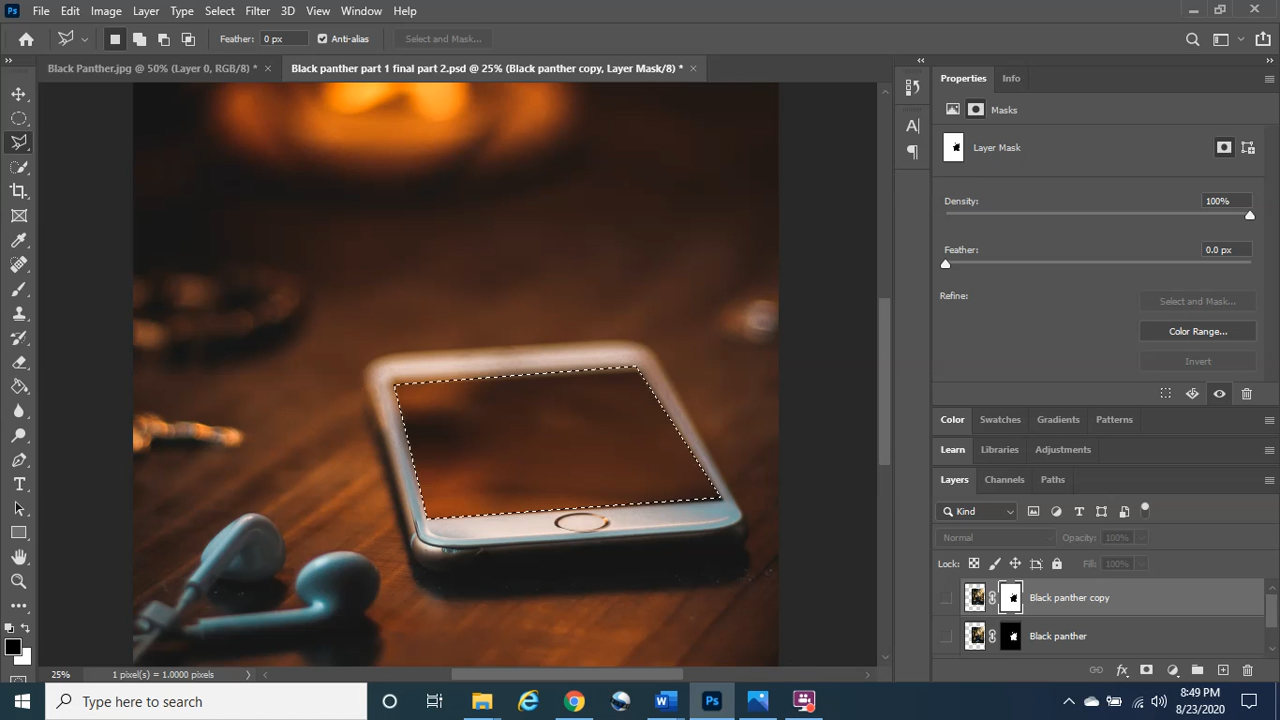 Ps File Edit Image Layer Type Select Filter 3D View Window Help
Feather: 0 px Anti-alias Select and Mask...
Black Panther.jpg @ 50% (Layer 0, RGB/8) * × Black panther part 1 final part 2.psd @ 25% (Black panther copy, Layer Mask/8) * ×
Properties Info
Masks
Layer Mask
Density: 100%
Feather: 0.0 px
Refine: Select and Mask...
Color Range...
Invert
Color Swatches Gradients Patterns
Learn Libraries Adjustments
Layers Channels Paths
Kind
Normal Opacity: 100%
Lock: Fill: 100%
Black panther copy
Black panther
25% 1 pixel(s) = 1.0000 pixels
Type here to search
8:49 PM
8/23/2020